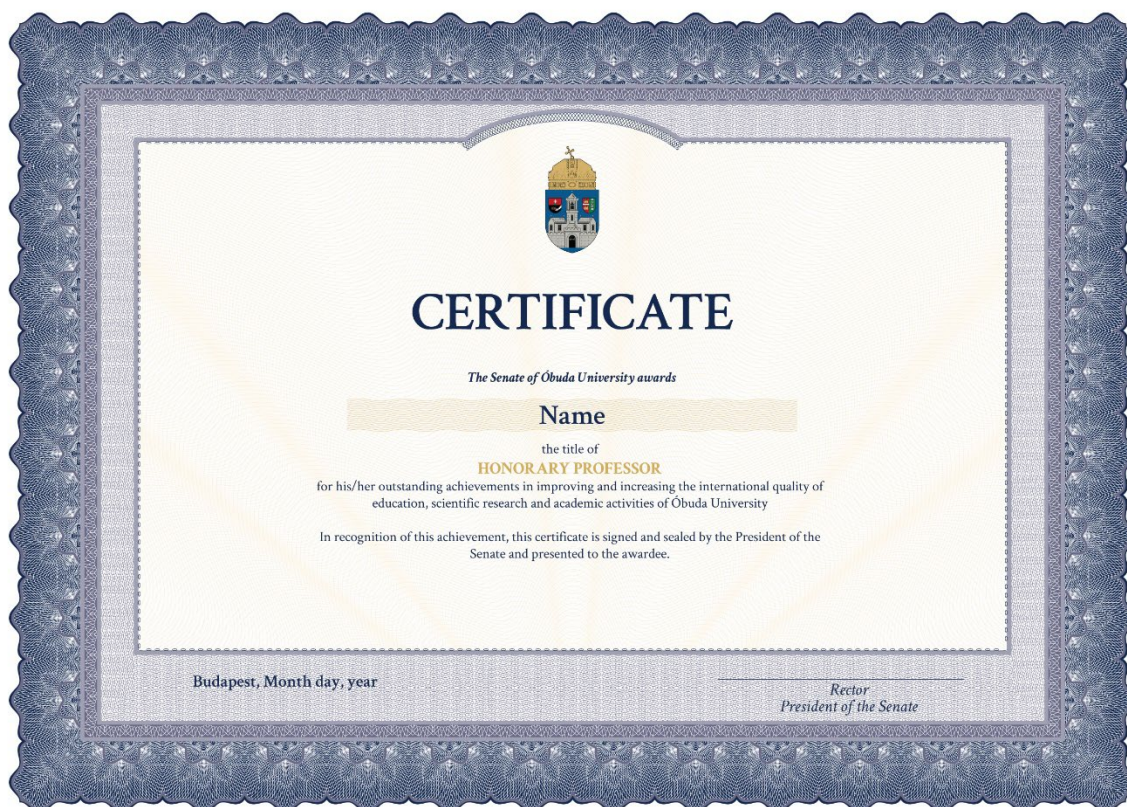 CERTIFICATE
The Senate of Óbuda University awards
Name
the title of
HONORARY PROFESSOR
for his/her outstanding achievements in improving and increasing the international quality of
education, scientific research and academic activities of Óbuda University
In recognition of this achievement, this certificate is signed and sealed by the President of the
Senate and presented to the awardee.
Budapest, Month day, year
Rector
President of the Senate